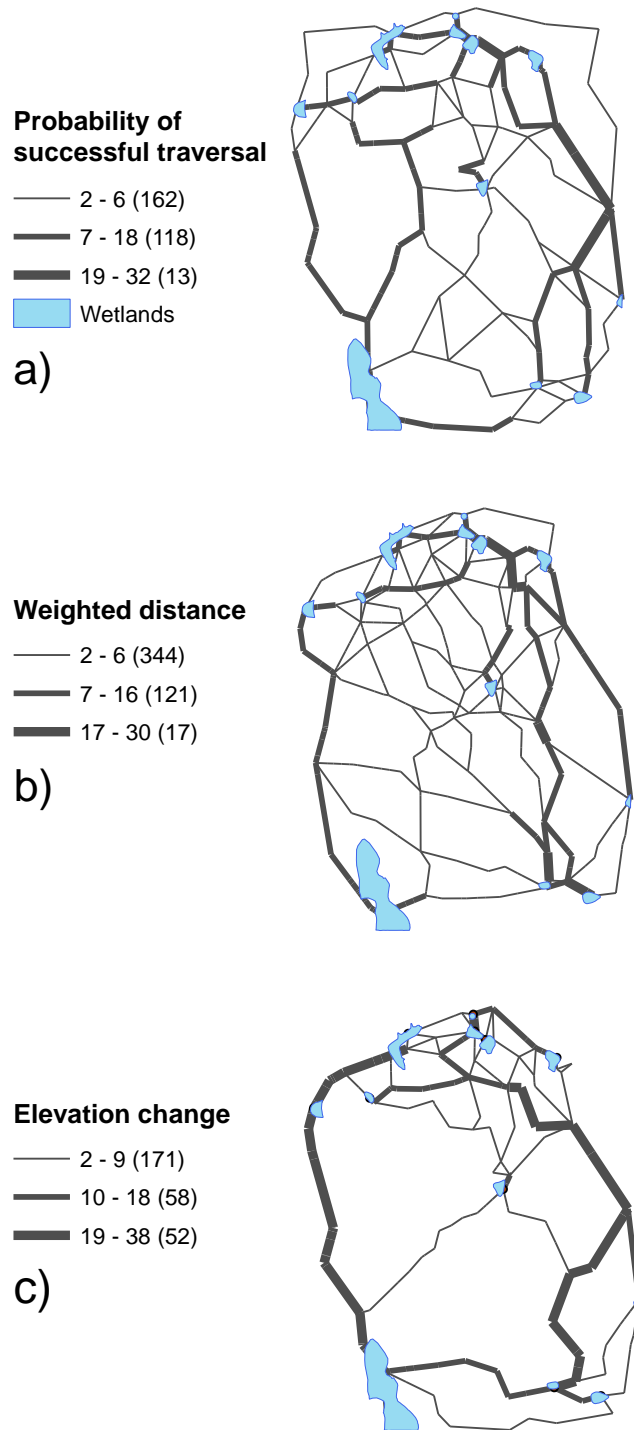 Probability of
successful traversal
2 - 6 (162)
7 - 18 (118)
19 - 32 (13)
Wetlands
a)
Weighted distance
2 - 6 (344)
7 - 16 (121)
17 - 30 (17)
b)
Elevation change
2 - 9 (171)
10 - 18 (58)
19 - 38 (52)
c)